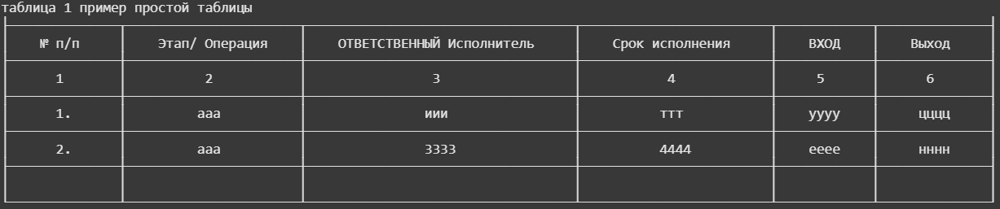 таблица 1 пример простой таблицы
№ п/п Этап/ Операция ОТВЕТСТВЕННЫЙ Исполнитель Срок исполнения ВХОД Выход
1 2 3 4 5 6
1. ааа иии ттт уууу цццц
2. ааа 3333 4444 ееее нннн